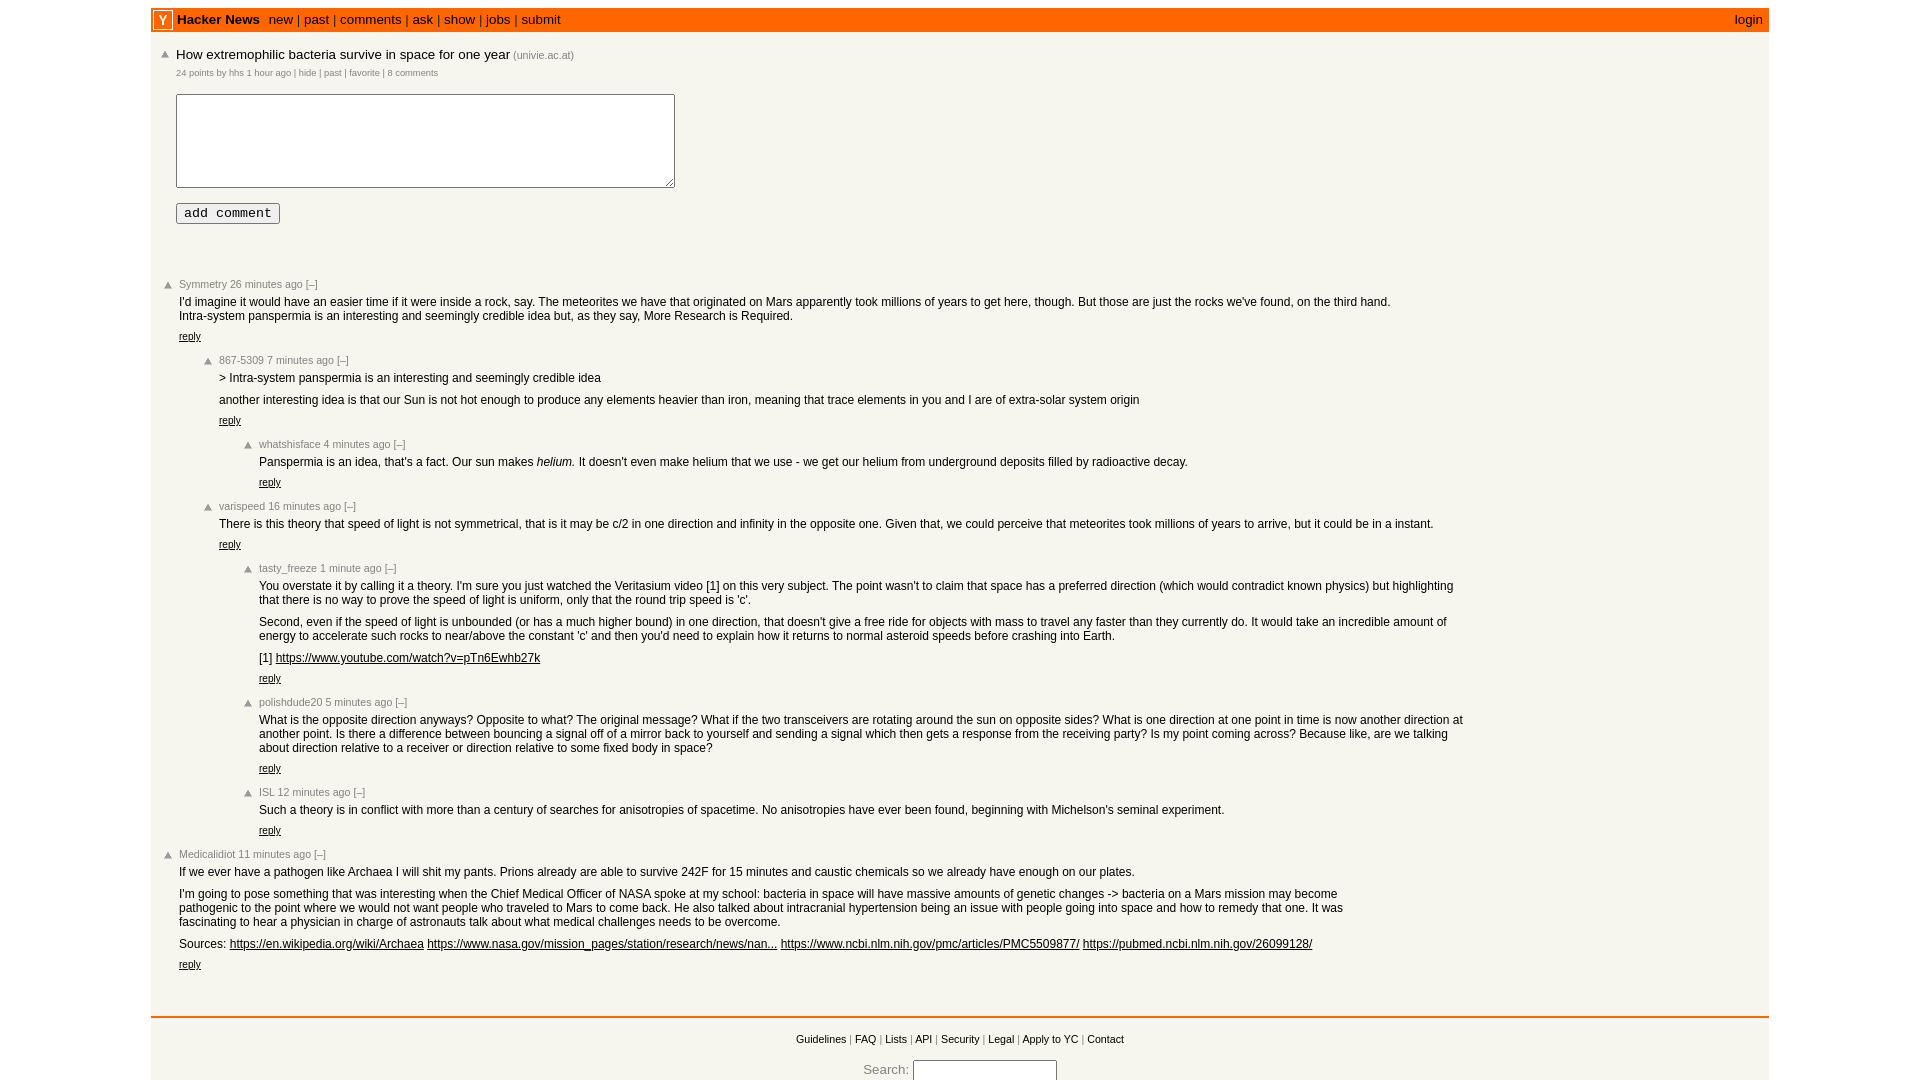 Y Hacker News new | past | comments | ask | show | jobs | submit login
How extremophilic bacteria survive in space for one year (univie.ac.at)
24 points by hhs 1 hour ago | hide | past | favorite | 8 comments
add comment
Symmetry 26 minutes ago [–]
I'd imagine it would have an easier time if it were inside a rock, say. The meteorites we have that originated on Mars apparently took millions of years to get here, though. But those are just the rocks we've found, on the third hand.
Intra-system panspermia is an interesting and seemingly credible idea but, as they say, More Research is Required.
reply
867-5309 7 minutes ago [–]
> Intra-system panspermia is an interesting and seemingly credible idea
another interesting idea is that our Sun is not hot enough to produce any elements heavier than iron, meaning that trace elements in you and I are of extra-solar system origin
reply
whatshisface 4 minutes ago [–]
Panspermia is an idea, that's a fact. Our sun makes helium. It doesn't even make helium that we use - we get our helium from underground deposits filled by radioactive decay.
reply
varispeed 16 minutes ago [–]
There is this theory that speed of light is not symmetrical, that is it may be c/2 in one direction and infinity in the opposite one. Given that, we could perceive that meteorites took millions of years to arrive, but it could be in a instant.
reply
tasty_freeze 1 minute ago [–]
You overstate it by calling it a theory. I'm sure you just watched the Veritasium video [1] on this very subject. The point wasn't to claim that space has a preferred direction (which would contradict known physics) but highlighting
that there is no way to prove the speed of light is uniform, only that the round trip speed is 'c'.
Second, even if the speed of light is unbounded (or has a much higher bound) in one direction, that doesn't give a free ride for objects with mass to travel any faster than they currently do. It would take an incredible amount of
energy to accelerate such rocks to near/above the constant 'c' and then you'd need to explain how it returns to normal asteroid speeds before crashing into Earth.
[1] https://www.youtube.com/watch?v=pTn6Ewhb27k
reply
polishdude20 5 minutes ago [–]
What is the opposite direction anyways? Opposite to what? The original message? What if the two transceivers are rotating around the sun on opposite sides? What is one direction at one point in time is now another direction at
another point. Is there a difference between bouncing a signal off of a mirror back to yourself and sending a signal which then gets a response from the receiving party? Is my point coming across? Because like, are we talking
about direction relative to a receiver or direction relative to some fixed body in space?
reply
ISL 12 minutes ago [–]
Such a theory is in conflict with more than a century of searches for anisotropies of spacetime. No anisotropies have ever been found, beginning with Michelson's seminal experiment.
reply
Medicalidiot 11 minutes ago [–]
If we ever have a pathogen like Archaea I will shit my pants. Prions already are able to survive 242F for 15 minutes and caustic chemicals so we already have enough on our plates.
I'm going to pose something that was interesting when the Chief Medical Officer of NASA spoke at my school: bacteria in space will have massive amounts of genetic changes -> bacteria on a Mars mission may become
pathogenic to the point where we would not want people who traveled to Mars to come back. He also talked about intracranial hypertension being an issue with people going into space and how to remedy that one. It was
fascinating to hear a physician in charge of astronauts talk about what medical challenges needs to be overcome.
Sources: https://en.wikipedia.org/wiki/Archaea https://www.nasa.gov/mission_pages/station/research/news/nan... https://www.ncbi.nlm.nih.gov/pmc/articles/PMC5509877/ https://pubmed.ncbi.nlm.nih.gov/26099128/
reply
Guidelines | FAQ | Lists | API | Security | Legal | Apply to YC | Contact
Search: